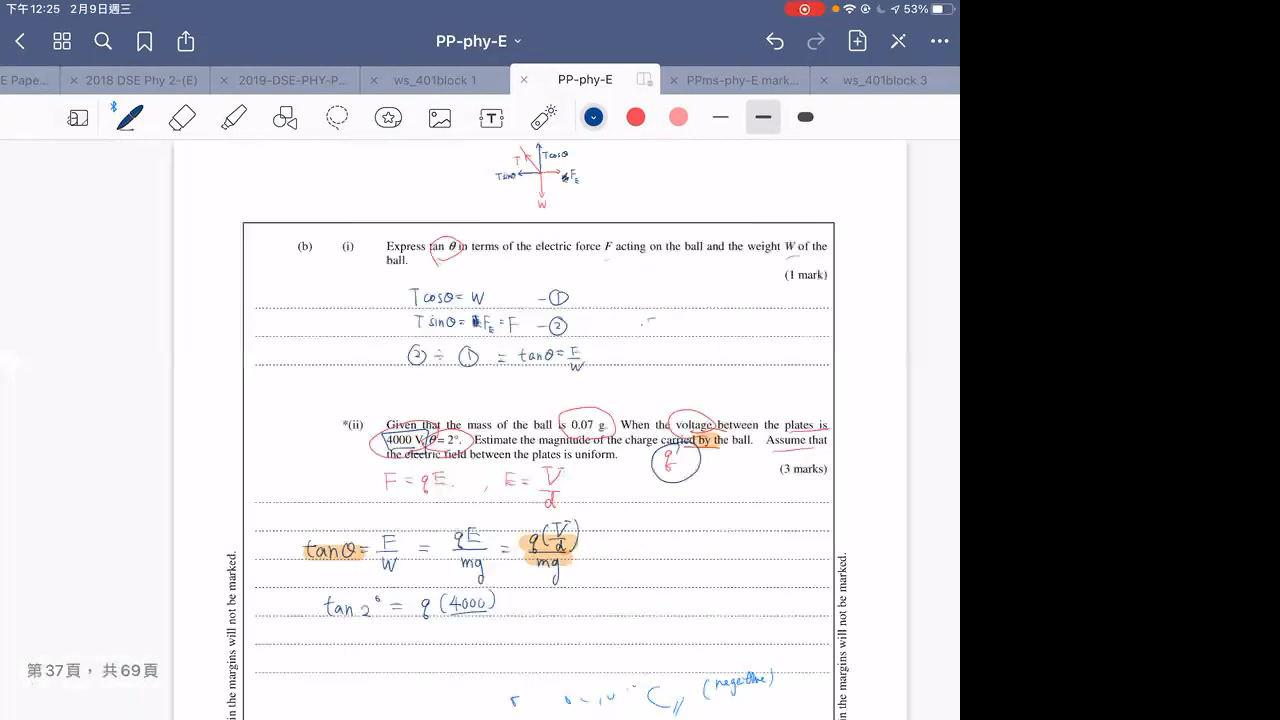 下午12:25 2月9日週三 53%
PP-phy-E
E Pape... 2018 DSE Phy 2-(E) 2019-DSE-PHY-P... ws_401block 1 PP-phy-E PPms-phy-E mark... ws_401block 3
T Tcosθ
Tsinθ F_E
W
(b) (i) Express tan θ in terms of the electric force F acting on the ball and the weight W of the
ball.
(1 mark)
Tcosθ = W – ①
Tsinθ = F_E = F – ②
② ÷ ① = tanθ = F/W
*(ii) Given that the mass of the ball is 0.07 g. When the voltage between the plates is
4000 V, θ = 2°. Estimate the magnitude of the charge carried by the ball. Assume that
the electric field between the plates is uniform.
q
(3 marks)
F = qE , E = V/d
tanθ = F/W = qE/mg = q(V/d)/mg
tan2° = q(4000)
(negative)
C
in the margins will not be marked.
in the margins will not be marked.
第37頁，共69頁